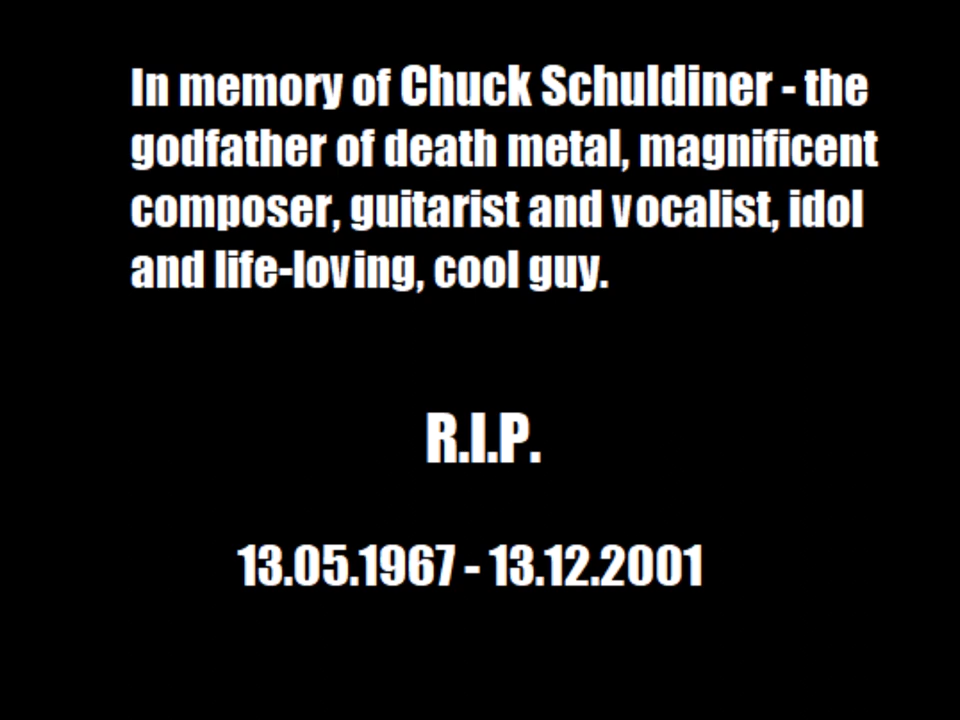 In memory of Chuck Schuldiner - the
godfather of death metal, magnificent
composer, guitarist and vocalist, idol
and life-loving, cool guy.
R.I.P.
13.05.1967 - 13.12.2001